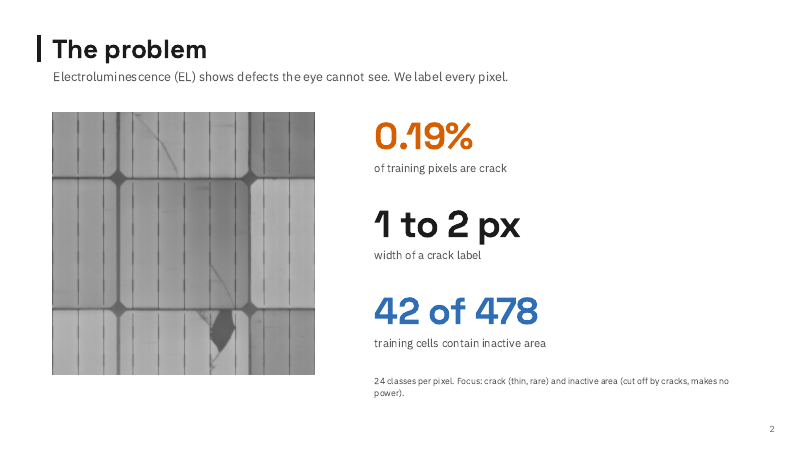 The problem
Electroluminescence (EL) shows defects the eye cannot see. We label every pixel.
0.19%
of training pixels are crack
1 to 2 px
width of a crack label
42 of 478
training cells contain inactive area
24 classes per pixel. Focus: crack (thin, rare) and inactive area (cut off by cracks, makes no
power).
2